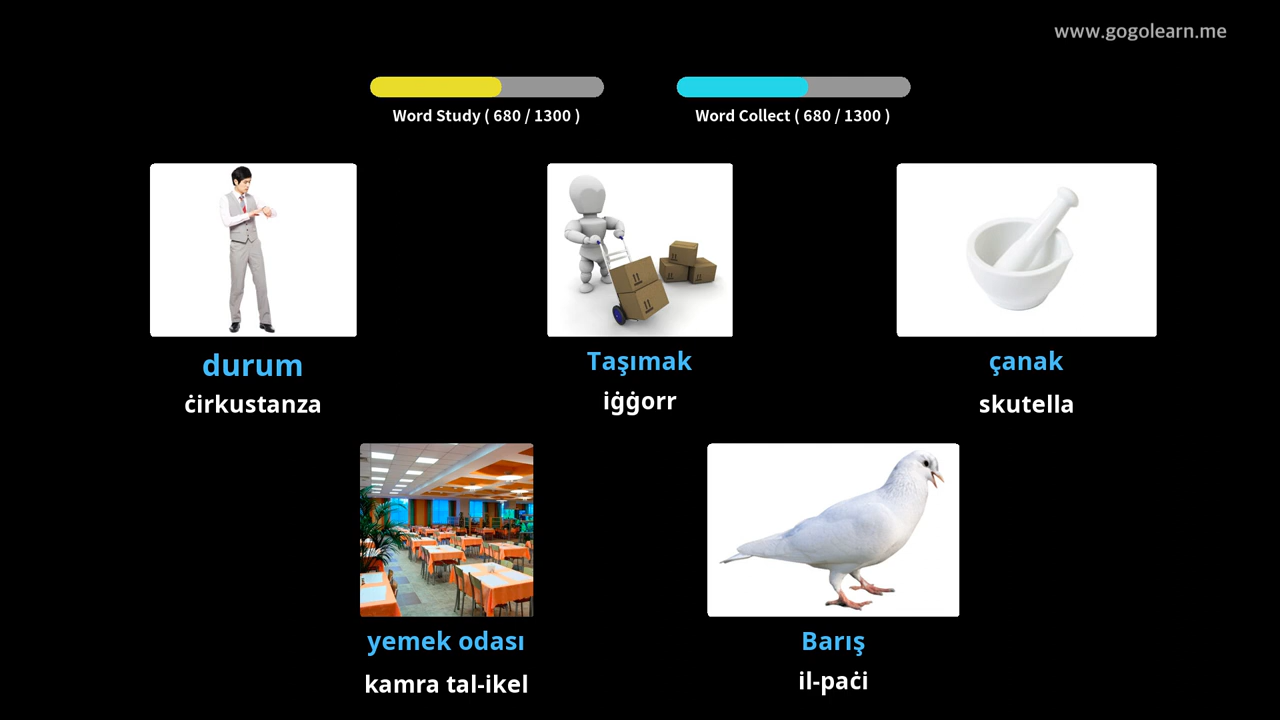 www.gogolearn.me
Word Study ( 680 / 1300 )
Word Collect ( 680 / 1300 )
durum
ċirkustanza
Taşımak
iġġorr
çanak
skutella
yemek odası
kamra tal-ikel
Barış
il-paċi